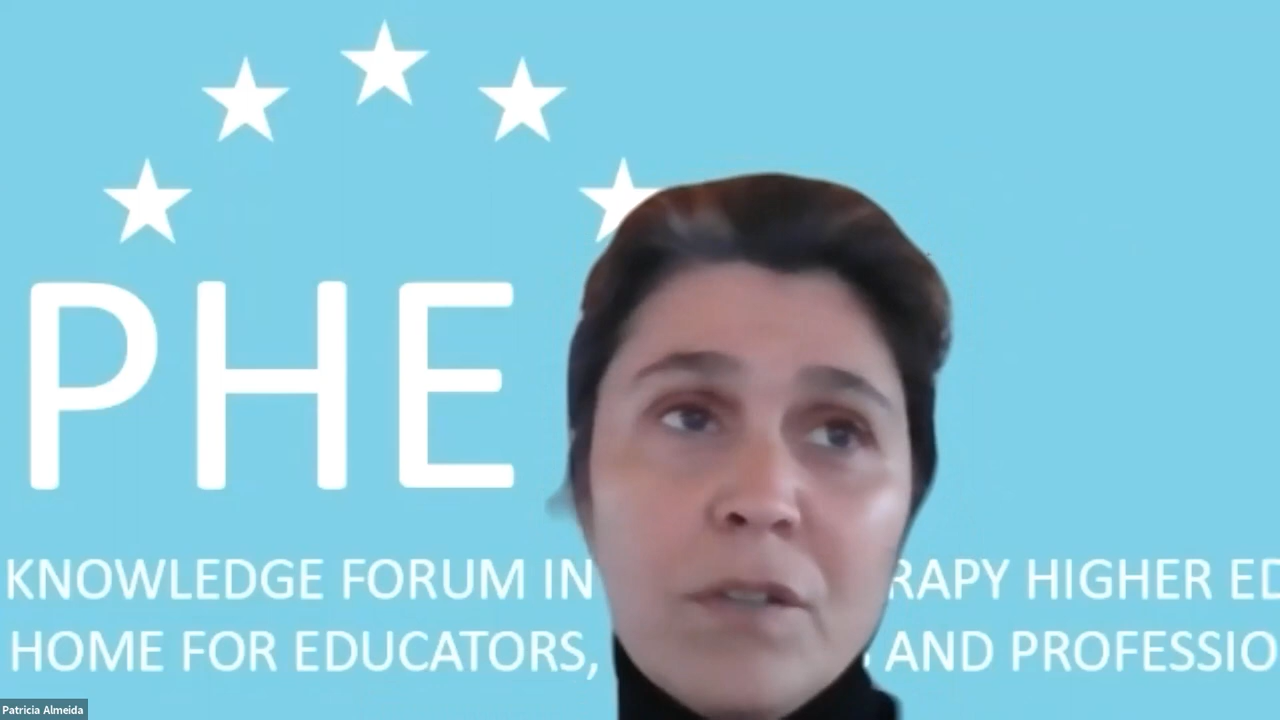 PHE
KNOWLEDGE FORUM IN RAPY HIGHER ED
HOME FOR EDUCATORS, AND PROFESSIO
Patricia Almeida